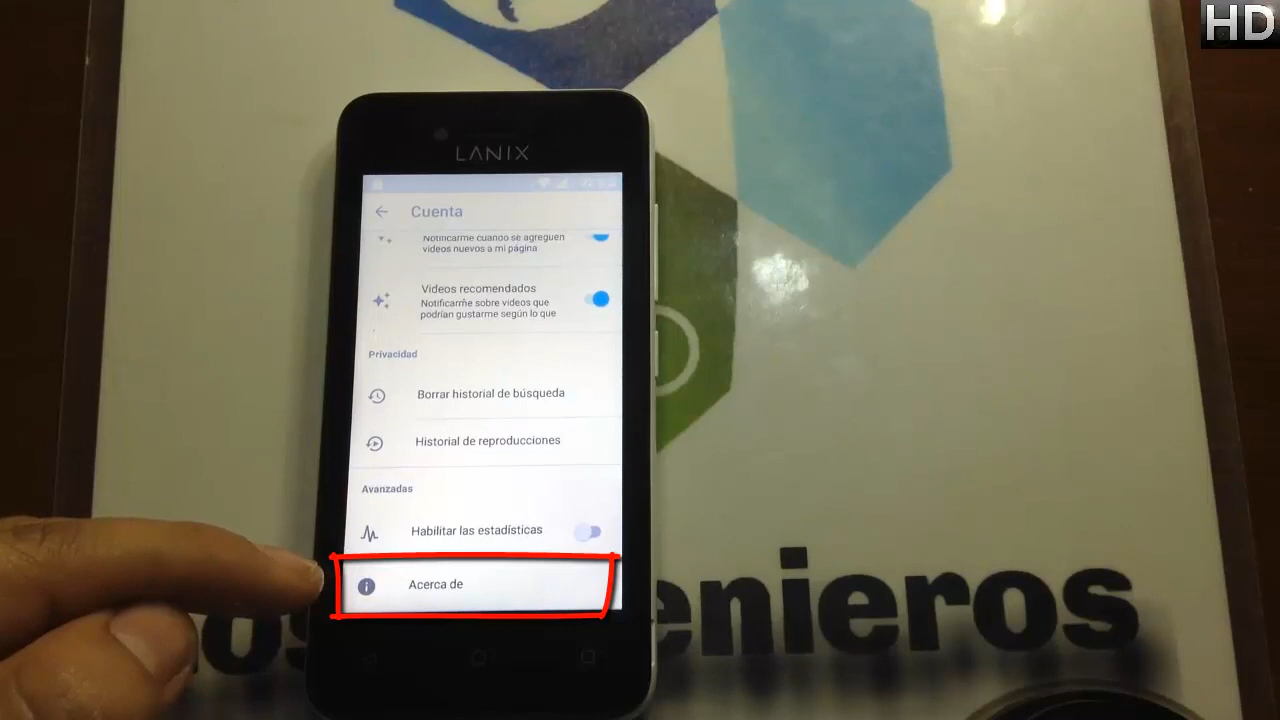 HD
LANIX
Cuenta
Notificarme cuando se agreguen
videos nuevos a mi página
Videos recomendados
Notificarme sobre videos que
podrían gustarme según lo que
Privacidad
Borrar historial de búsqueda
Historial de reproducciones
Avanzadas
Habilitar las estadísticas
Acerca de
enieros